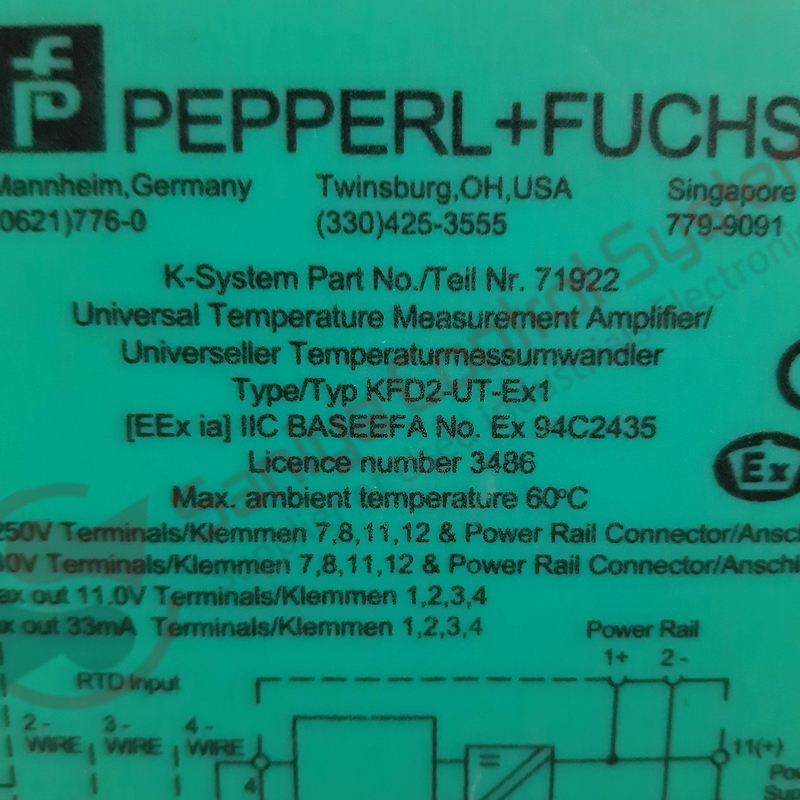 PEPPERL+FUCHS
Mannheim,Germany Twinsburg,OH,USA Singapore
0621)776-0 (330)425-3555 779-9091
K-System Part No./Teil Nr. 71922
Universal Temperature Measurement Amplifier/
Universeller Temperaturmessumwandler
Type/Typ KFD2-UT-Ex1
[EEx ia] IIC BASEEFA No. Ex 94C2435
Licence number 3486
Ex
Max. ambient temperature 60°C
250V Terminals/Klemmen 7,8,11,12 & Power Rail Connector/Anschl
Terminals/Klemmen 7,8,11,12 & Power Rail Connector/Anschl
out 11.0V Terminals/Klemmen 1,2,3,4
out 33mA Terminals/Klemmen 1,2,3,4
Power Rail
1+ 2-
RTD Input
2- 3- 4-
WIRE WIRE WIRE
11(+)
4